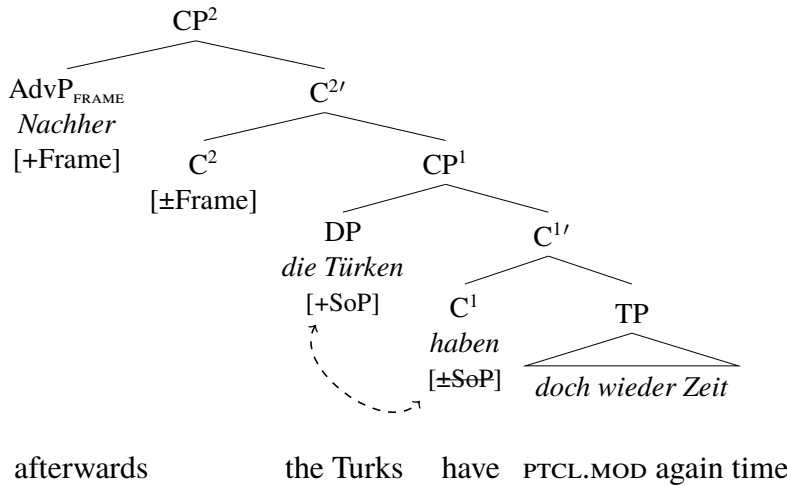 CP²
AdvP_FRAME C²′
Nachher
[+Frame] C² CP¹
[±Frame]
DP C¹′
die Türken
[+SoP] C¹ TP
haben
[±SoP] doch wieder Zeit
afterwards the Turks have PTCL.MOD again time